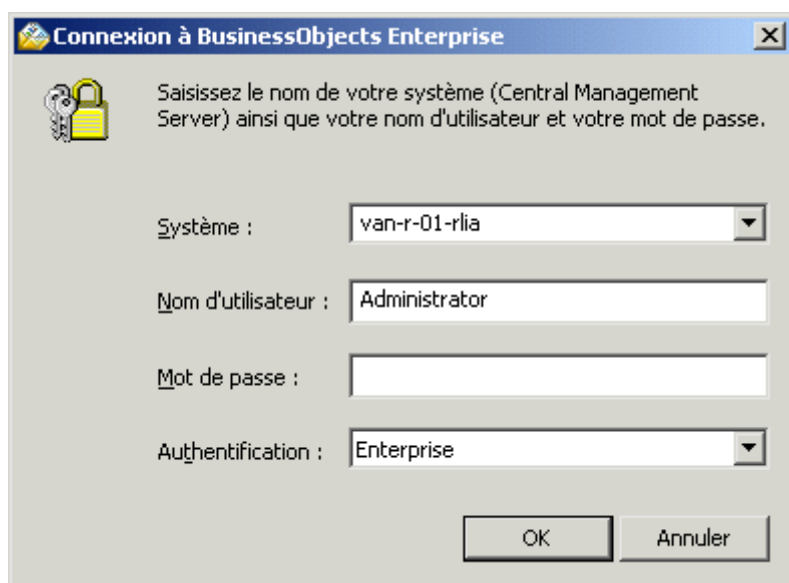 Connexion à BusinessObjects Enterprise
Saisissez le nom de votre système (Central Management
Server) ainsi que votre nom d'utilisateur et votre mot de passe.
Système : van-r-01-rlia
Nom d'utilisateur : Administrator
Mot de passe :
Authentification : Enterprise
OK Annuler